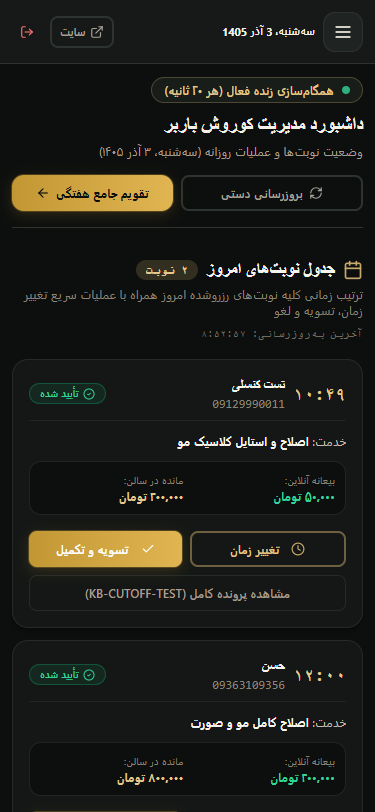 سه‌شنبه، 3 آذر 1405
سایت
همگام‌سازی زنده فعال (هر ۲۰ ثانیه)
داشبورد مدیریت کوروش باربر
وضعیت نوبت‌ها و عملیات روزانه (سه‌شنبه، ۳ آذر ۱۴۰۵)
بروزرسانی دستی
تقویم جامع هفتگی
جدول نوبت‌های امروز
۲ نوبت
ترتیب زمانی کلیه نوبت‌های رزروشده امروز همراه با عملیات سریع تغییر
زمان، تسویه و لغو
آخرین به‌روزرسانی: ۸:۵۲:۵۷
۱۰:۴۹
تست کنسلی
09129990011
تأیید شده
خدمت: اصلاح و استایل کلاسیک مو
بیعانه آنلاین:
۵۰,۰۰۰ تومان
مانده در سالن:
۲۰۰,۰۰۰ تومان
تغییر زمان
تسویه و تکمیل
مشاهده پرونده کامل (KB-CUTOFF-TEST)
۱۲:۰۰
حسن
09363109356
تأیید شده
خدمت: اصلاح کامل مو و صورت
بیعانه آنلاین:
۲۰۰,۰۰۰ تومان
مانده در سالن:
۸۰۰,۰۰۰ تومان